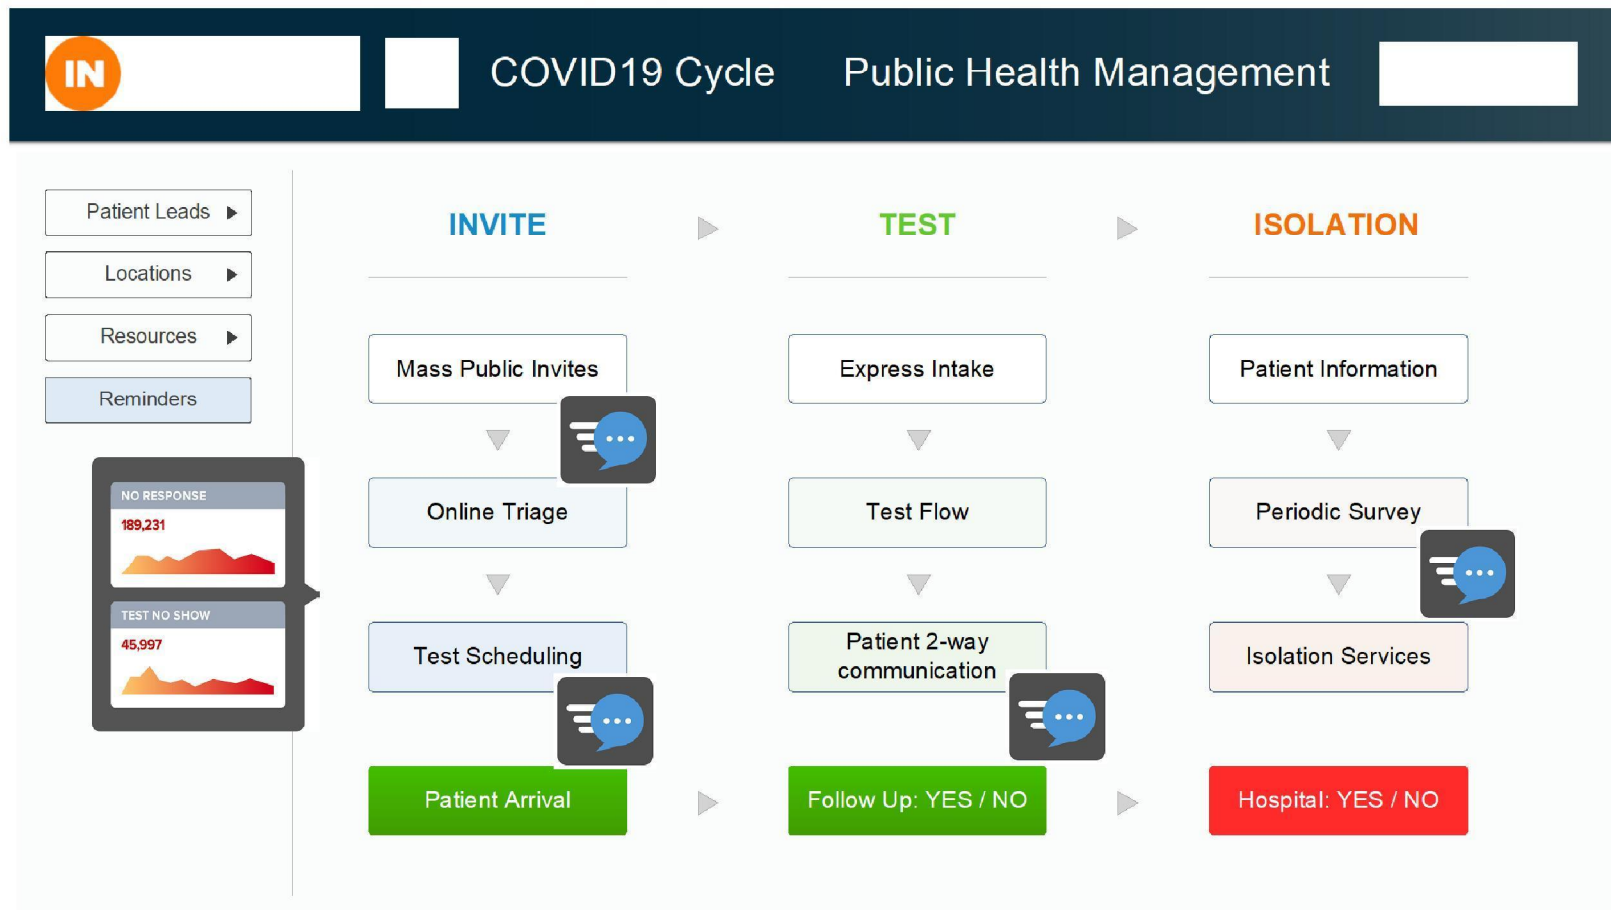 IN
COVID19 Cycle Public Health Management
Patient Leads
Locations
Resources
Reminders
NO RESPONSE
189,231
TEST NO SHOW
45,997
INVITE
Mass Public Invites
Online Triage
Test Scheduling
Patient Arrival
TEST
Express Intake
Test Flow
Patient 2-way
communication
Follow Up: YES / NO
ISOLATION
Patient Information
Periodic Survey
Isolation Services
Hospital: YES / NO